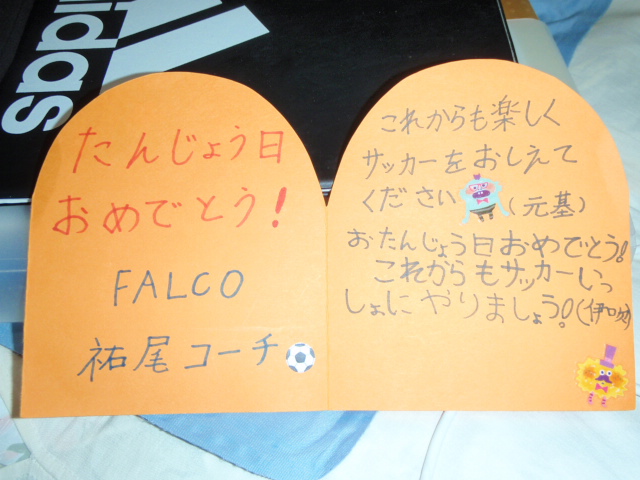 adidas
たんじょう日
おめでとう!
FALCO
祐尾コーチ
これからも楽しく
サッカーをおしえて
ください(元基)
おたんじょう日おめでとう!
これからもサッカーいっ
しょにやりましょう!(伊吹)